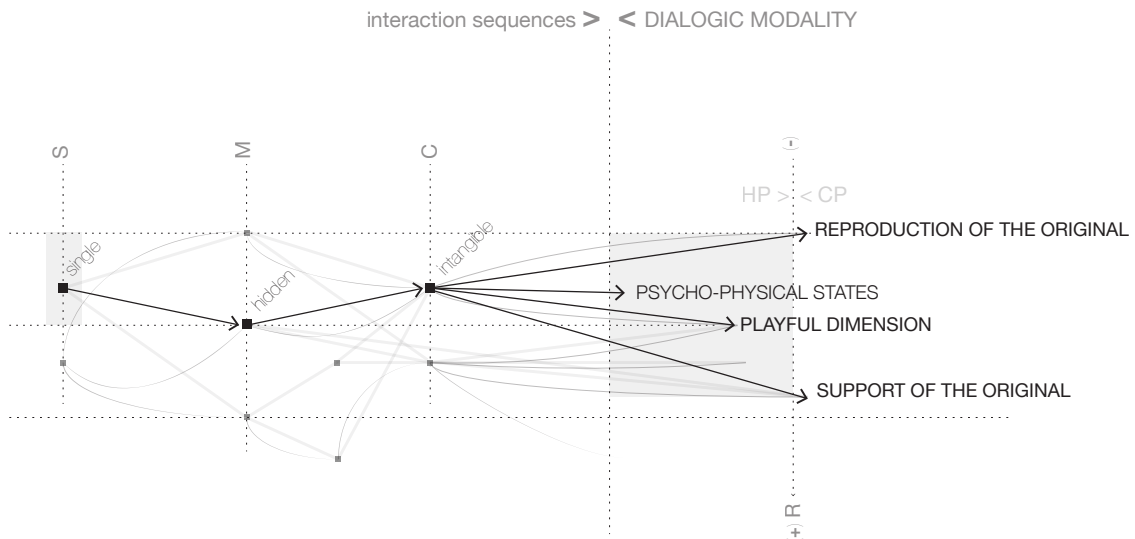 interaction sequences > < DIALOGIC MODALITY
S
M
C
(-)
HP > < CP
single
hidden
intangible
REPRODUCTION OF THE ORIGINAL
PSYCHO-PHYSICAL STATES
PLAYFUL DIMENSION
SUPPORT OF THE ORIGINAL
(+) R